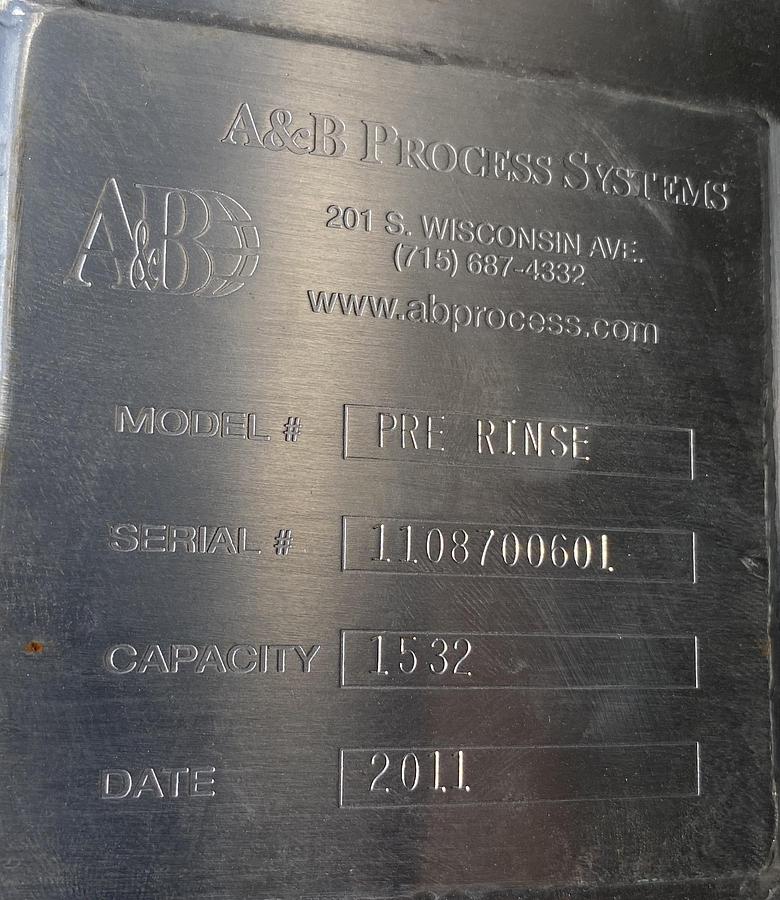 A&B PROCESS SYSTEMS
A&B
201 S. WISCONSIN AVE.
(715) 687-4332
www.abprocess.com
MODEL # PRE RINSE
SERIAL # 1108700601
CAPACITY 1532
DATE 2011